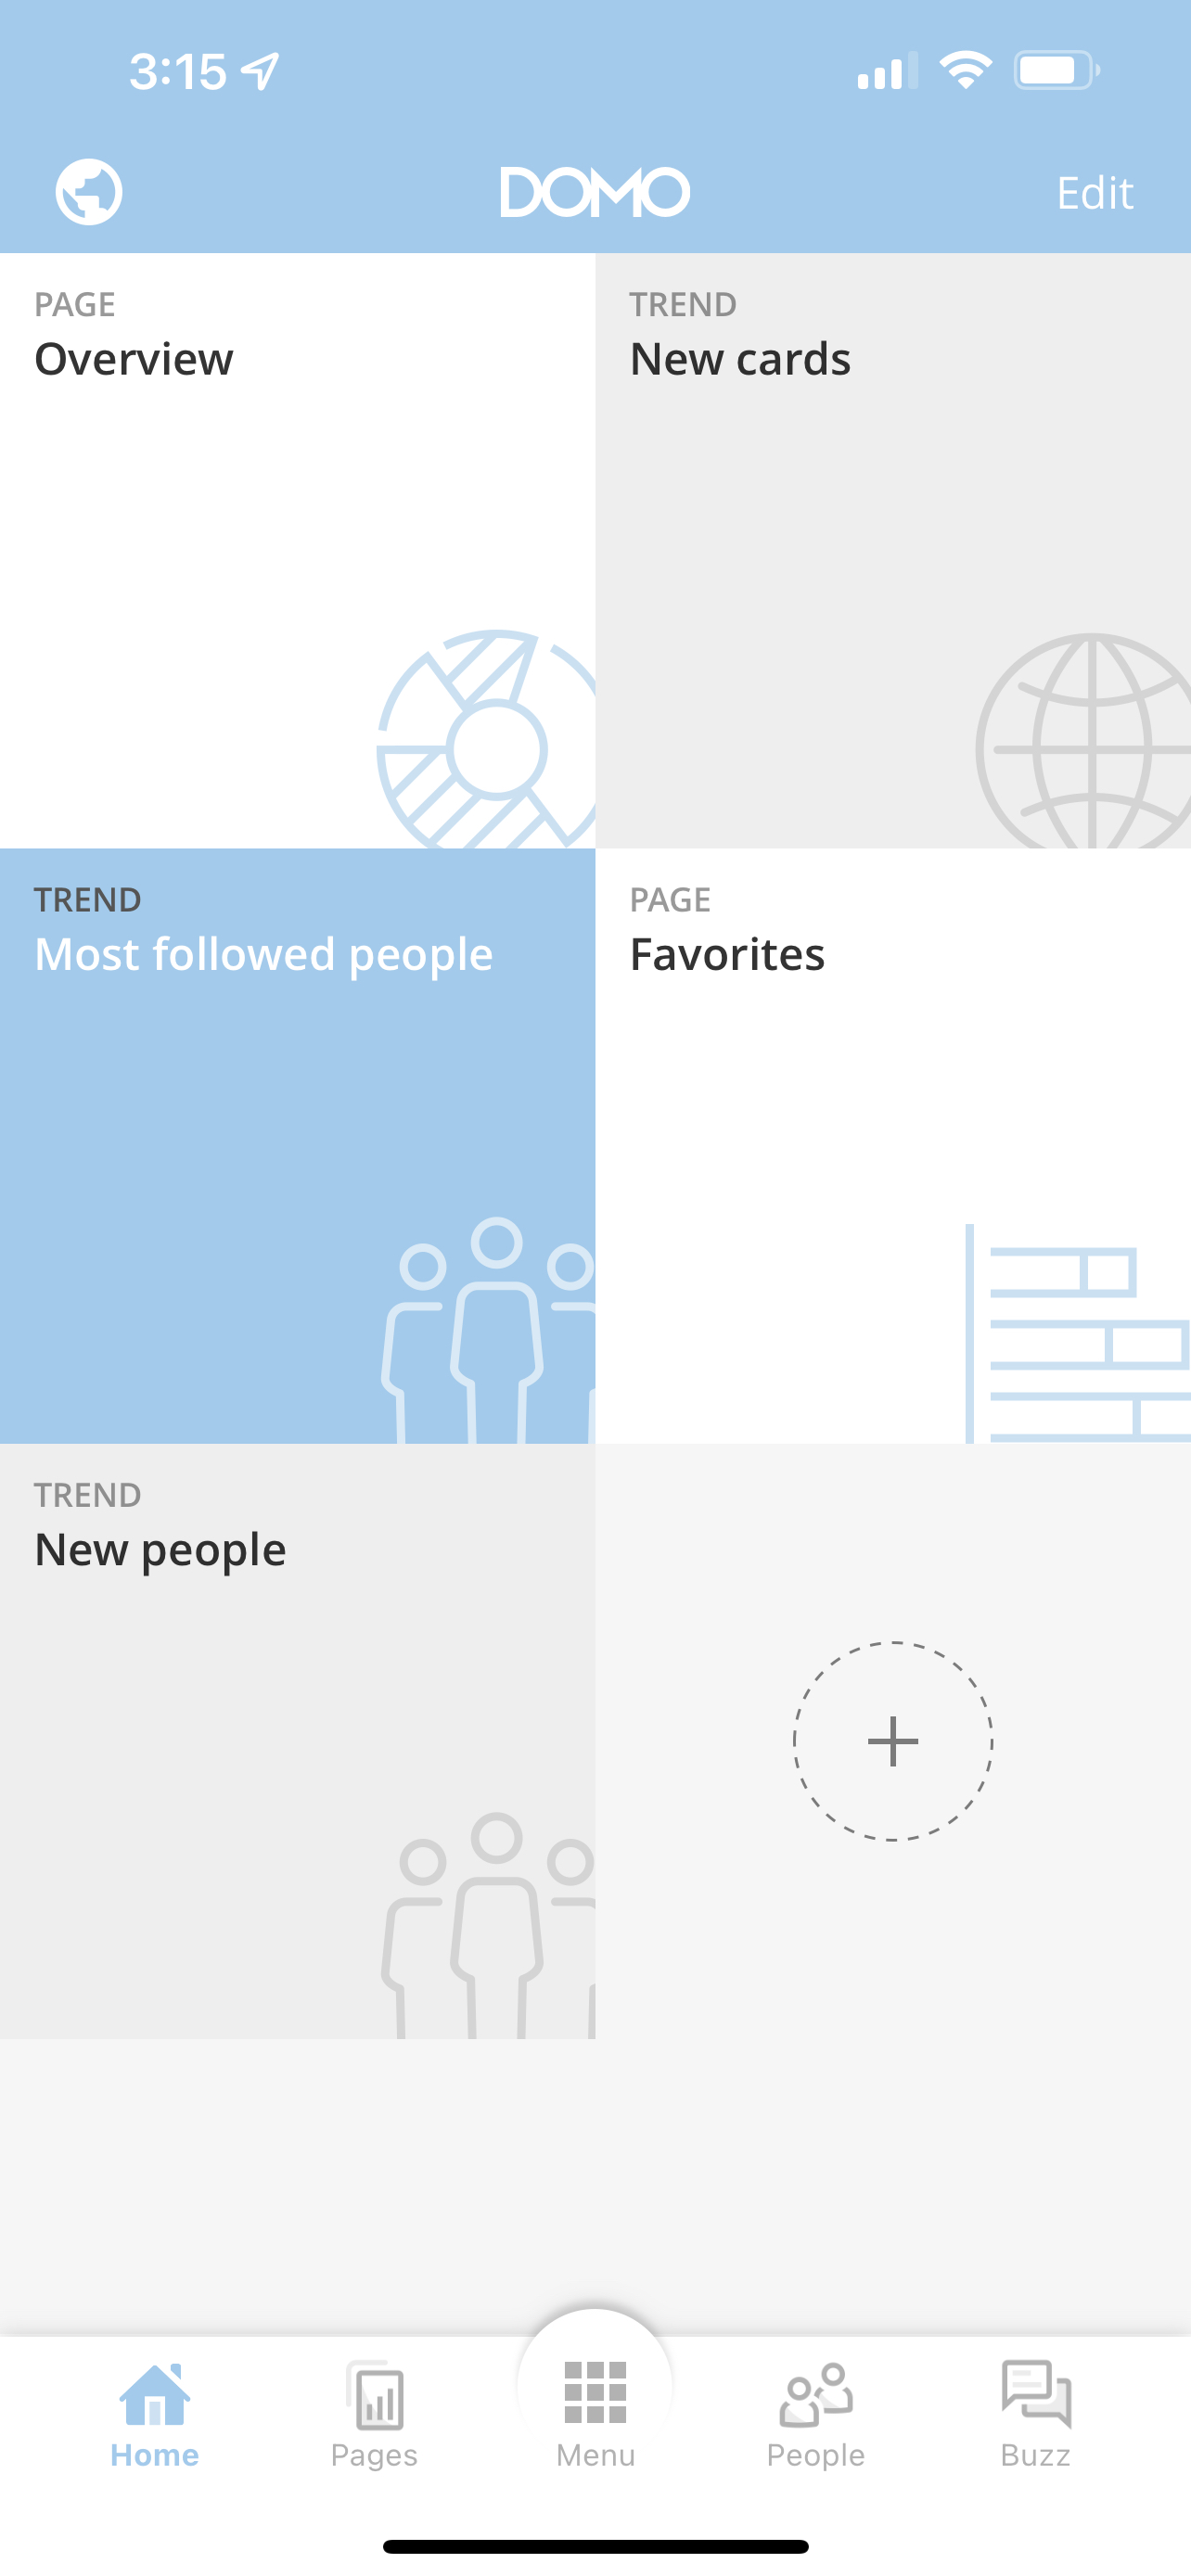 3:15
DOMO
Edit
PAGE
Overview
TREND
New cards
TREND
Most followed people
PAGE
Favorites
TREND
New people
Home
Pages
Menu
People
Buzz